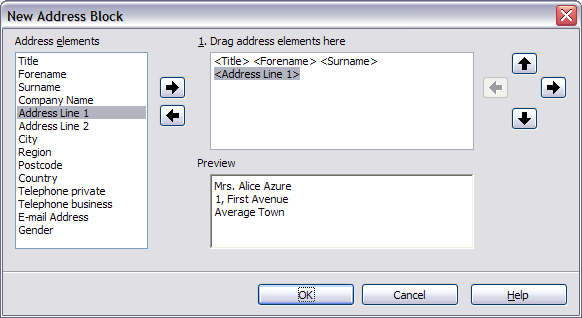 New Address Block
Address elements
Title
Forename
Surname
Company Name
Address Line 1
Address Line 2
City
Region
Postcode
Country
Telephone private
Telephone business
E-mail Address
Gender
1. Drag address elements here
<Title> <Forename> <Surname>
<Address Line 1>
Preview
Mrs. Alice Azure
1, First Avenue
Average Town
OK
Cancel
Help